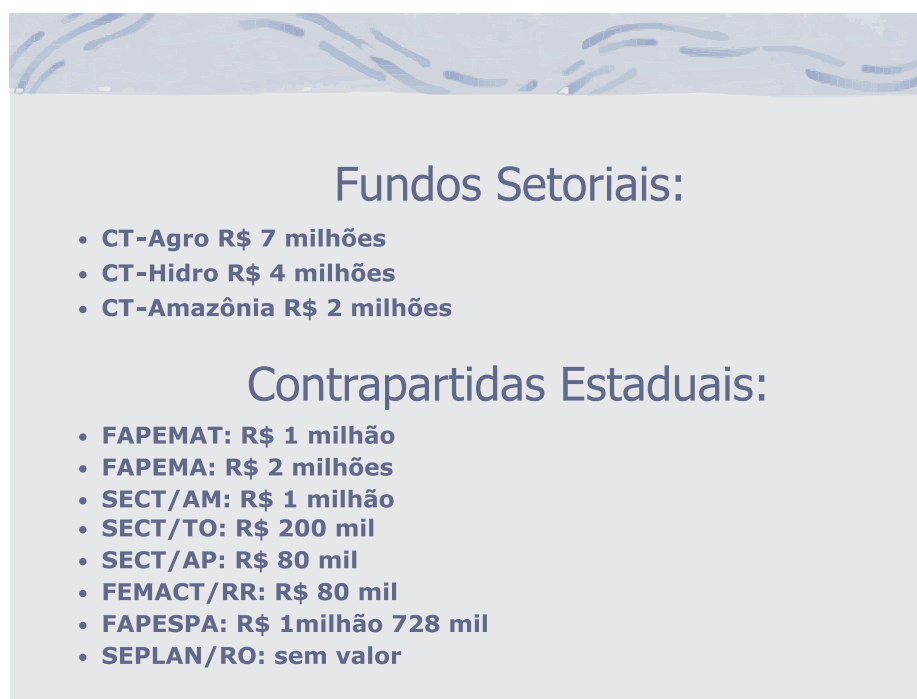 Fundos Setoriais:
• CT-Agro R$ 7 milhões
• CT-Hidro R$ 4 milhões
• CT-Amazônia R$ 2 milhões
Contrapartidas Estaduais:
• FAPEMAT: R$ 1 milhão
• FAPEMA: R$ 2 milhões
• SECT/AM: R$ 1 milhão
• SECT/TO: R$ 200 mil
• SECT/AP: R$ 80 mil
• FEMACT/RR: R$ 80 mil
• FAPESPA: R$ 1milhão 728 mil
• SEPLAN/RO: sem valor